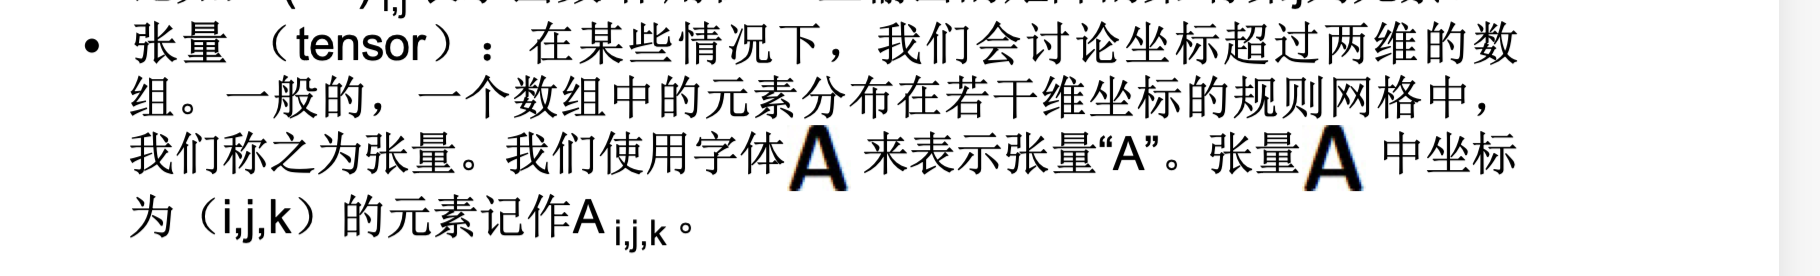 • 张量 （tensor）：在某些情况下，我们会讨论坐标超过两维的数
组。一般的，一个数组中的元素分布在若干维坐标的规则网格中，
我们称之为张量。我们使用字体A 来表示张量“A”。张量A 中坐标
为（i,j,k）的元素记作A i,j,k 。